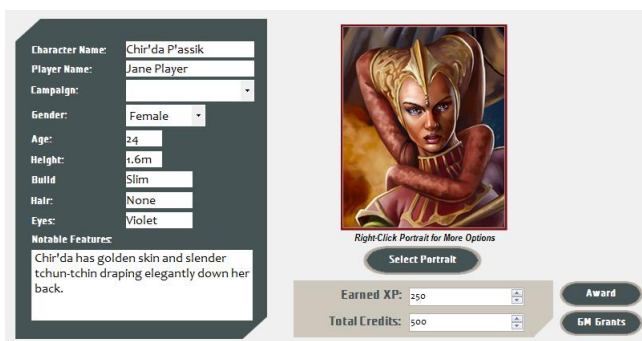 Character Name: Chir'da P'assik
Player Name: Jane Player
Campaign:
Gender: Female
Age: 24
Height: 1.6m
Build Slim
Hair: None
Eyes: Violet
Notable Features:
Chir'da has golden skin and slender
tchun-tchin draping elegantly down her
back.
Right-Click Portrait for More Options
Select Portrait
Earned XP: 250
Award
Total Credits: 500
GM Grants